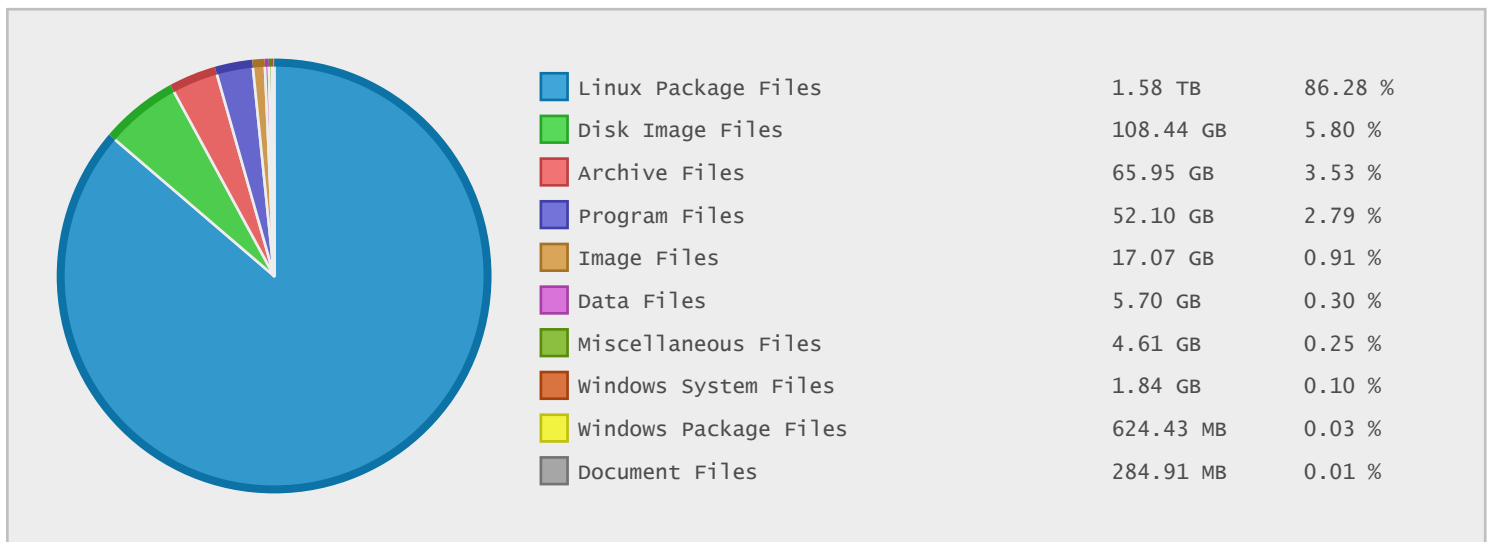 Linux Package Files 1.58 TB 86.28 %
Disk Image Files 108.44 GB 5.80 %
Archive Files 65.95 GB 3.53 %
Program Files 52.10 GB 2.79 %
Image Files 17.07 GB 0.91 %
Data Files 5.70 GB 0.30 %
Miscellaneous Files 4.61 GB 0.25 %
Windows System Files 1.84 GB 0.10 %
Windows Package Files 624.43 MB 0.03 %
Document Files 284.91 MB 0.01 %